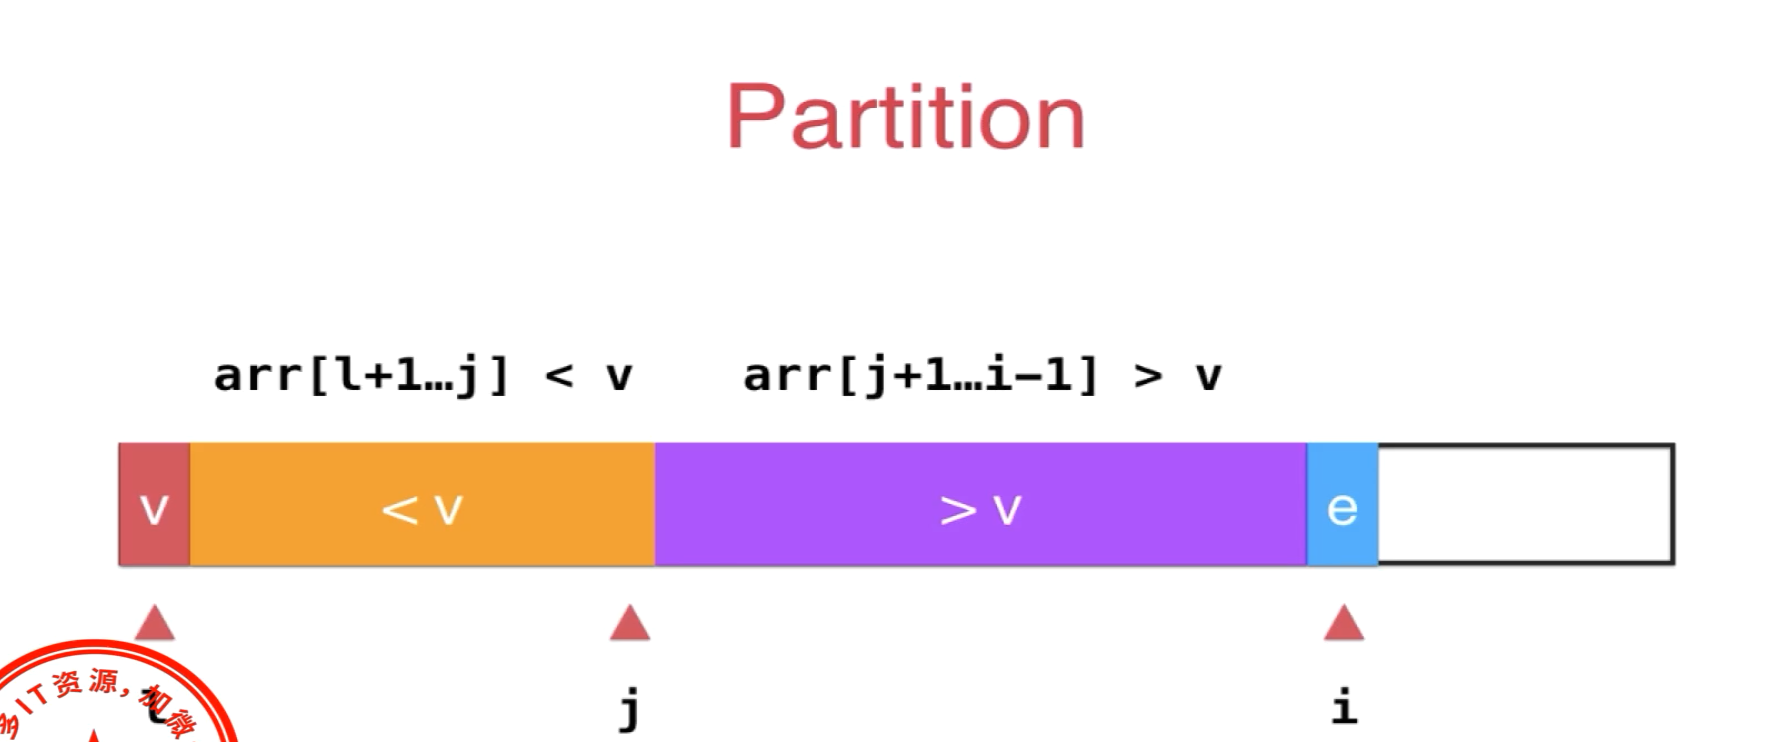 Partition
arr[l+1…j] < v arr[j+1…i-1] > v
v < v > v e
l j i
多IT资源,加微